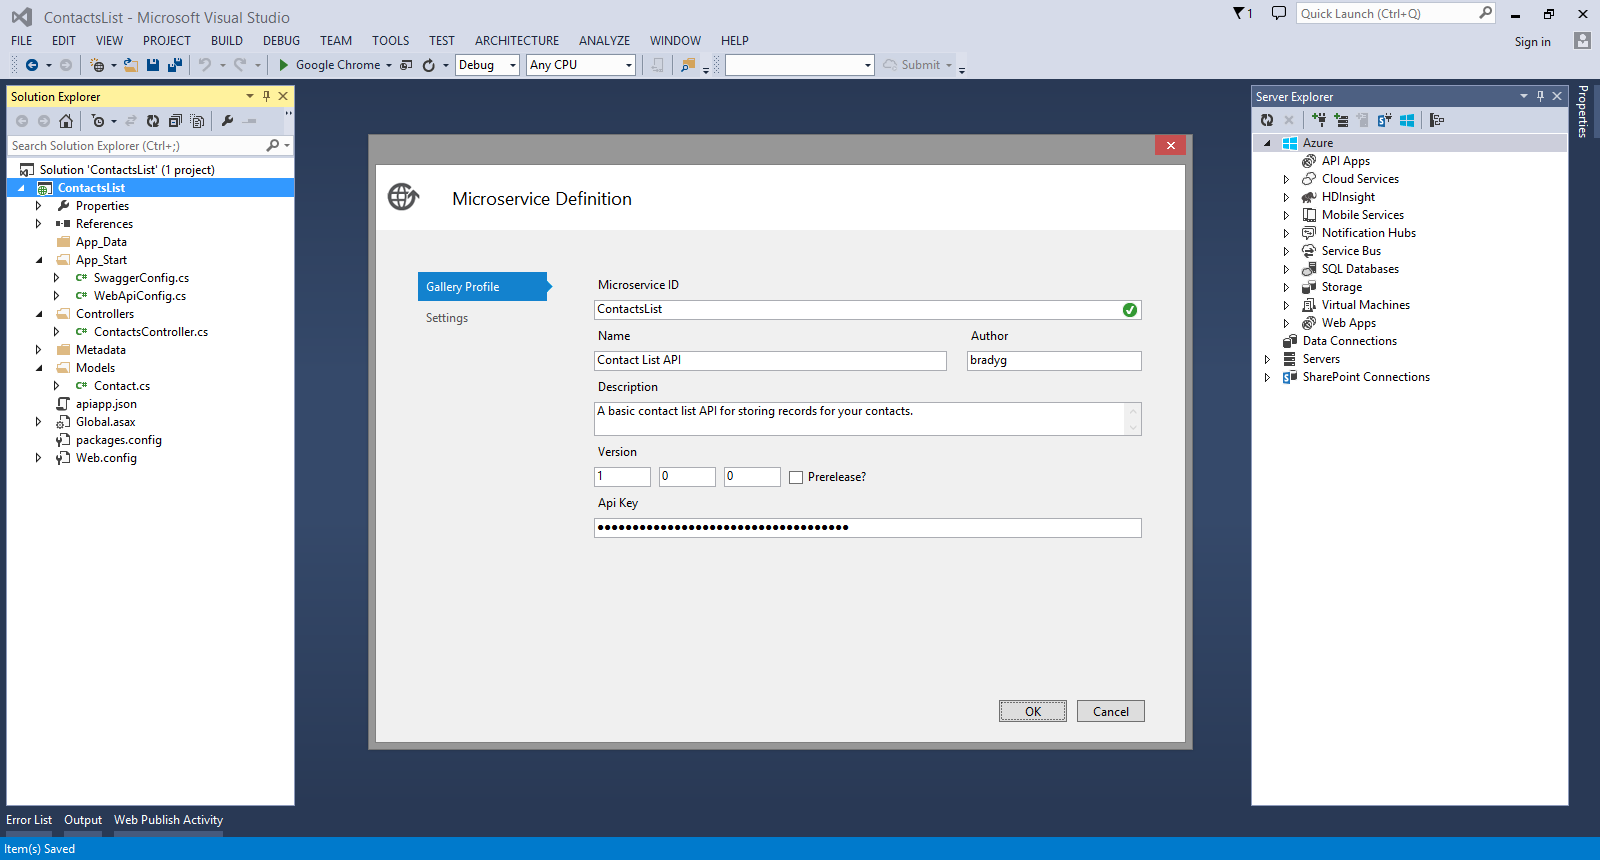 ContactsList - Microsoft Visual Studio
1
Quick Launch (Ctrl+Q)
FILE EDIT VIEW PROJECT BUILD DEBUG TEAM TOOLS TEST ARCHITECTURE ANALYZE WINDOW HELP
Sign in
Google Chrome
Debug
Any CPU
Submit
Solution Explorer
Search Solution Explorer (Ctrl+;)
Solution 'ContactsList' (1 project)
ContactsList
Properties
References
App_Data
App_Start
C# SwaggerConfig.cs
C# WebApiConfig.cs
Controllers
C# ContactsController.cs
Metadata
Models
C# Contact.cs
apiapp.json
Global.asax
packages.config
Web.config
Microservice Definition
Gallery Profile
Settings
Microservice ID
ContactsList
Name Author
Contact List API bradyg
Description
A basic contact list API for storing records for your contacts.
Version
1 0 0 Prerelease?
Api Key
●●●●●●●●●●●●●●●●●●●●●●●●●●●●●●●●●●●●
OK Cancel
Server Explorer
Azure
API Apps
Cloud Services
HDInsight
Mobile Services
Notification Hubs
Service Bus
SQL Databases
Storage
Virtual Machines
Web Apps
Data Connections
Servers
SharePoint Connections
Properties
Error List Output Web Publish Activity
Item(s) Saved